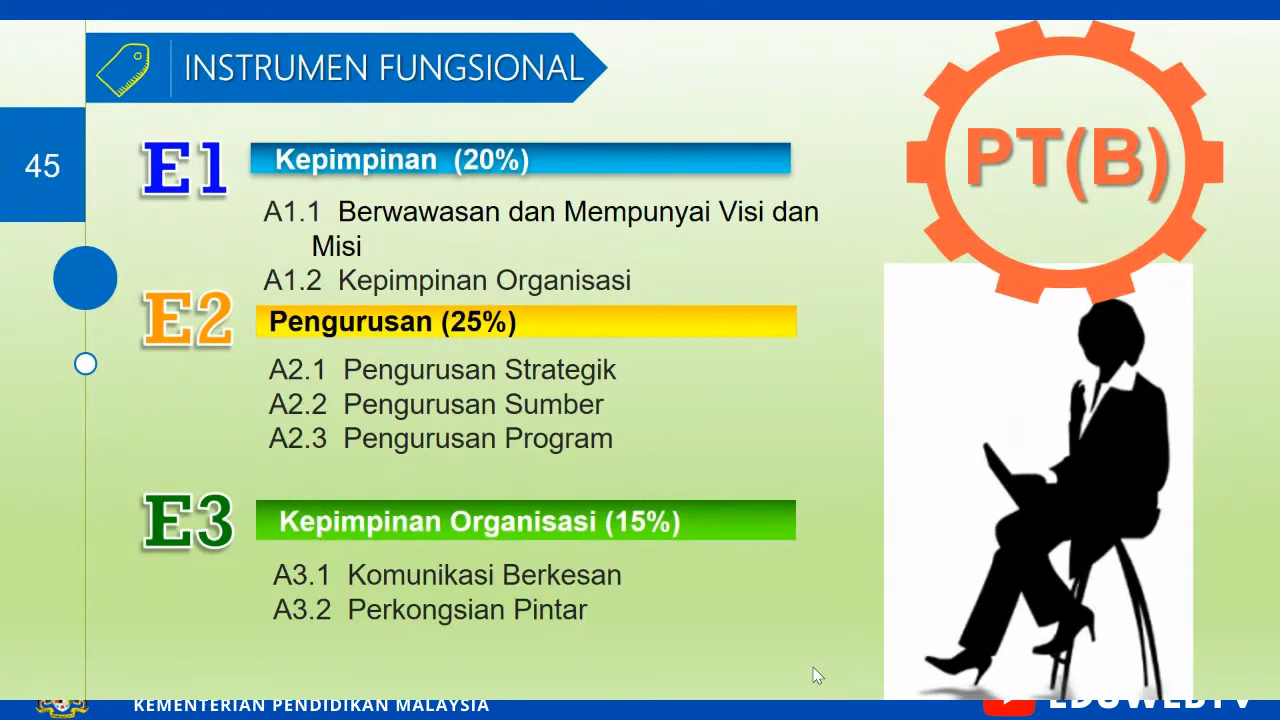 INSTRUMEN FUNGSIONAL
PT(B)
45
E1
Kepimpinan (20%)
A1.1 Berwawasan dan Mempunyai Visi dan
Misi
A1.2 Kepimpinan Organisasi
E2
Pengurusan (25%)
A2.1 Pengurusan Strategik
A2.2 Pengurusan Sumber
A2.3 Pengurusan Program
E3
Kepimpinan Organisasi (15%)
A3.1 Komunikasi Berkesan
A3.2 Perkongsian Pintar
KEMENTERIAN PENDIDIKAN MALAYSIA
EDUWEBTV